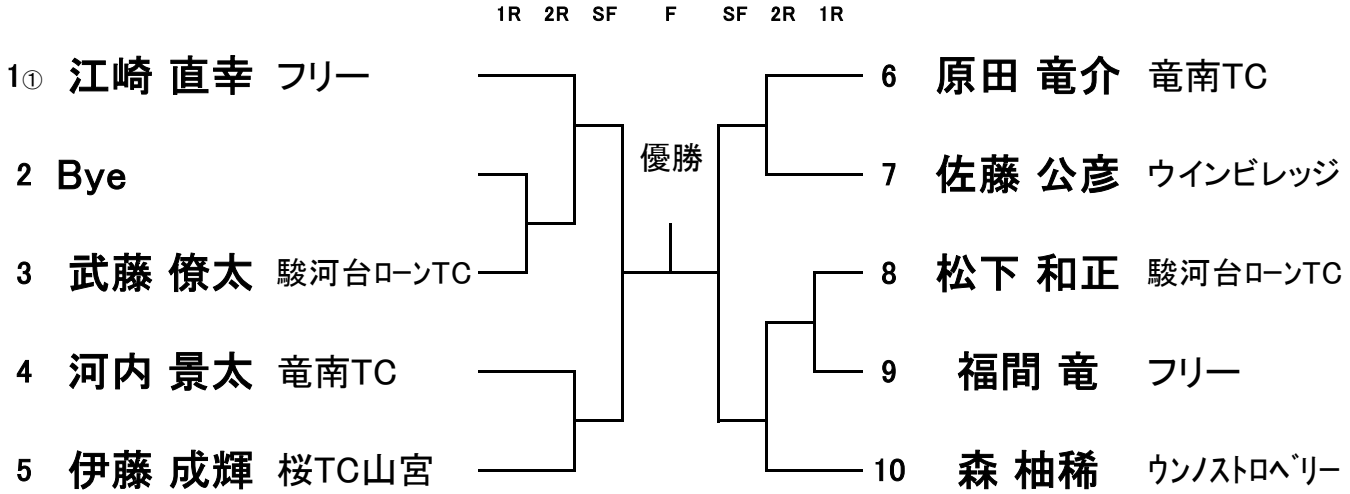 1R 2R SF F SF 2R 1R
1① 江崎 直幸 フリー
2 Bye
3 武藤 僚太 駿河台ローンTC
4 河内 景太 竜南TC
5 伊藤 成輝 桜TC山宮
優勝
6 原田 竜介 竜南TC
7 佐藤 公彦 ウインビレッジ
8 松下 和正 駿河台ローンTC
9 福間 竜 フリー
10 森 柚稀 ウンノストロベリー